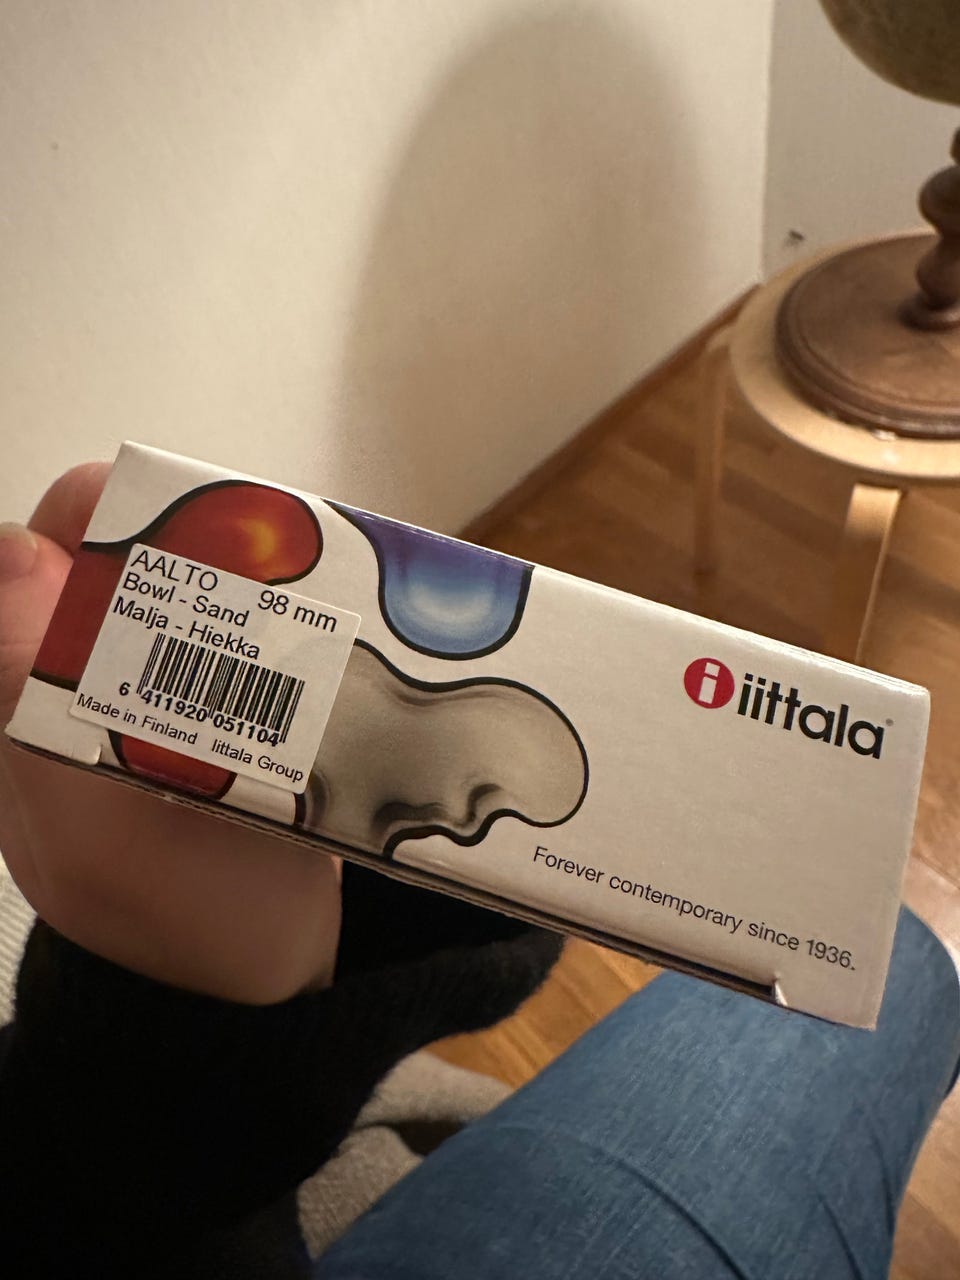 AALTO
98 mm
Bowl - Sand
Malja - Hiekka
6 411920 051104
Made in Finland Iittala Group
i iittala
Forever contemporary since 1936.